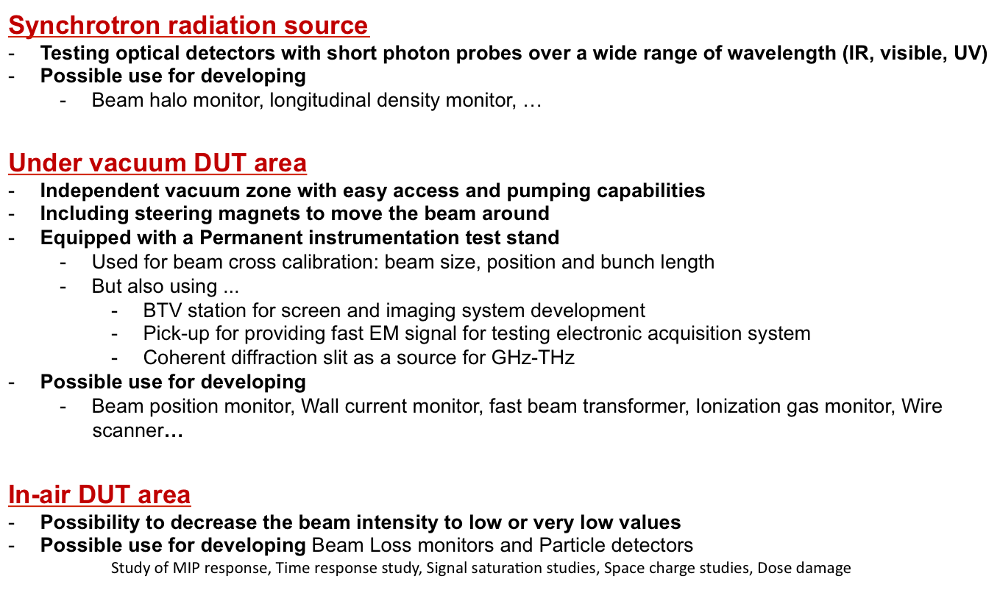 Synchrotron radiation source
- Testing optical detectors with short photon probes over a wide range of wavelength (IR, visible, UV)
- Possible use for developing
- Beam halo monitor, longitudinal density monitor, …
Under vacuum DUT area
- Independent vacuum zone with easy access and pumping capabilities
- Including steering magnets to move the beam around
- Equipped with a Permanent instrumentation test stand
- Used for beam cross calibration: beam size, position and bunch length
- But also using ...
- BTV station for screen and imaging system development
- Pick-up for providing fast EM signal for testing electronic acquisition system
- Coherent diffraction slit as a source for GHz-THz
- Possible use for developing
- Beam position monitor, Wall current monitor, fast beam transformer, Ionization gas monitor, Wire
scanner…
In-air DUT area
- Possibility to decrease the beam intensity to low or very low values
- Possible use for developing Beam Loss monitors and Particle detectors
Study of MIP response, Time response study, Signal saturation studies, Space charge studies, Dose damage